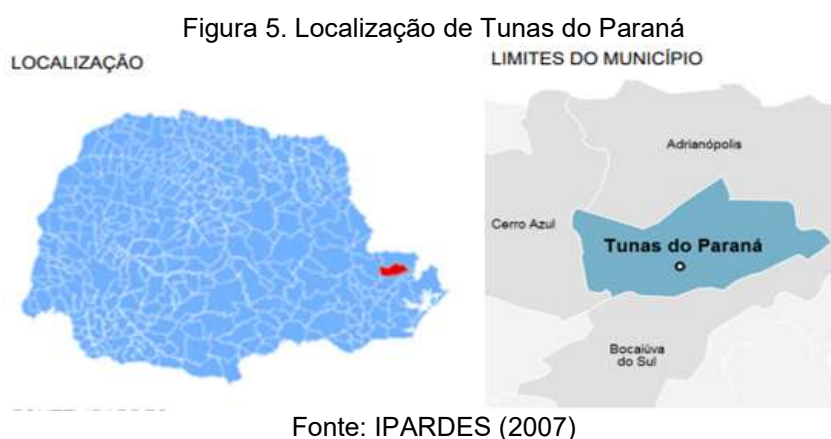 Figura 5. Localização de Tunas do Paraná
LOCALIZAÇÃO
LIMITES DO MUNICÍPIO
Adrianópolis
Cerro Azul
Tunas do Paraná
Bocaiúva
do Sul
Fonte: IPARDES (2007)